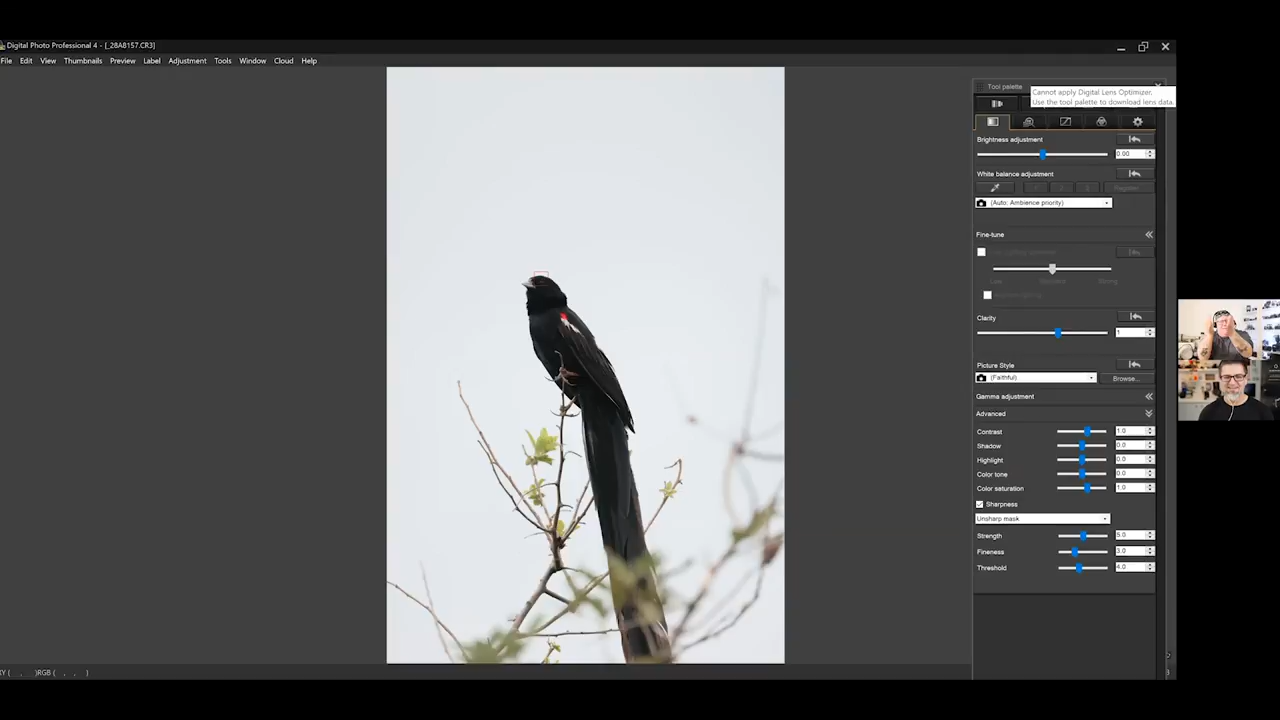 Digital Photo Professional 4 - [_28A8157.CR3]
File Edit View Thumbnails Preview Label Adjustment Tools Window Cloud Help
Tool palette
Cannot apply Digital Lens Optimizer.
Use the tool palette to download lens data.
Brightness adjustment
0.00
White balance adjustment
Register
(Auto: Ambience priority)
Fine-tune
Clarity
1
Picture Style
(Faithful) Browse...
Gamma adjustment
Advanced
Contrast 1.0
Shadow 0.0
Highlight 0.0
Color tone 0.0
Color saturation 1.0
Sharpness
Unsharp mask
Strength 5.0
Fineness 3.0
Threshold 4.0
XY ( , )RGB ( , , )